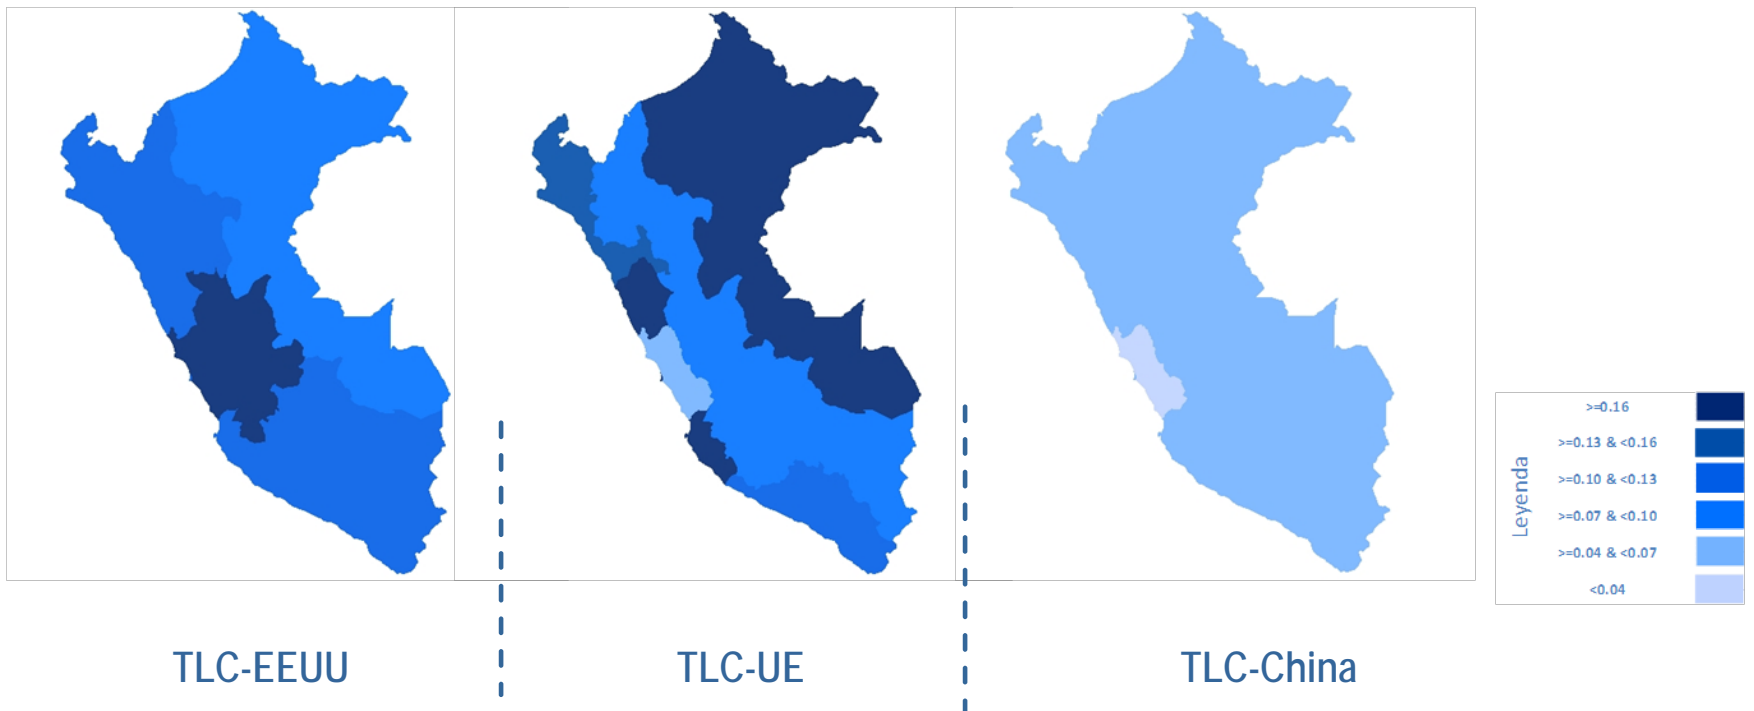 Leyenda
>=0.16
>=0.13 & <0.16
>=0.10 & <0.13
>=0.07 & <0.10
>=0.04 & <0.07
<0.04
TLC-EEUU
TLC-UE
TLC-China